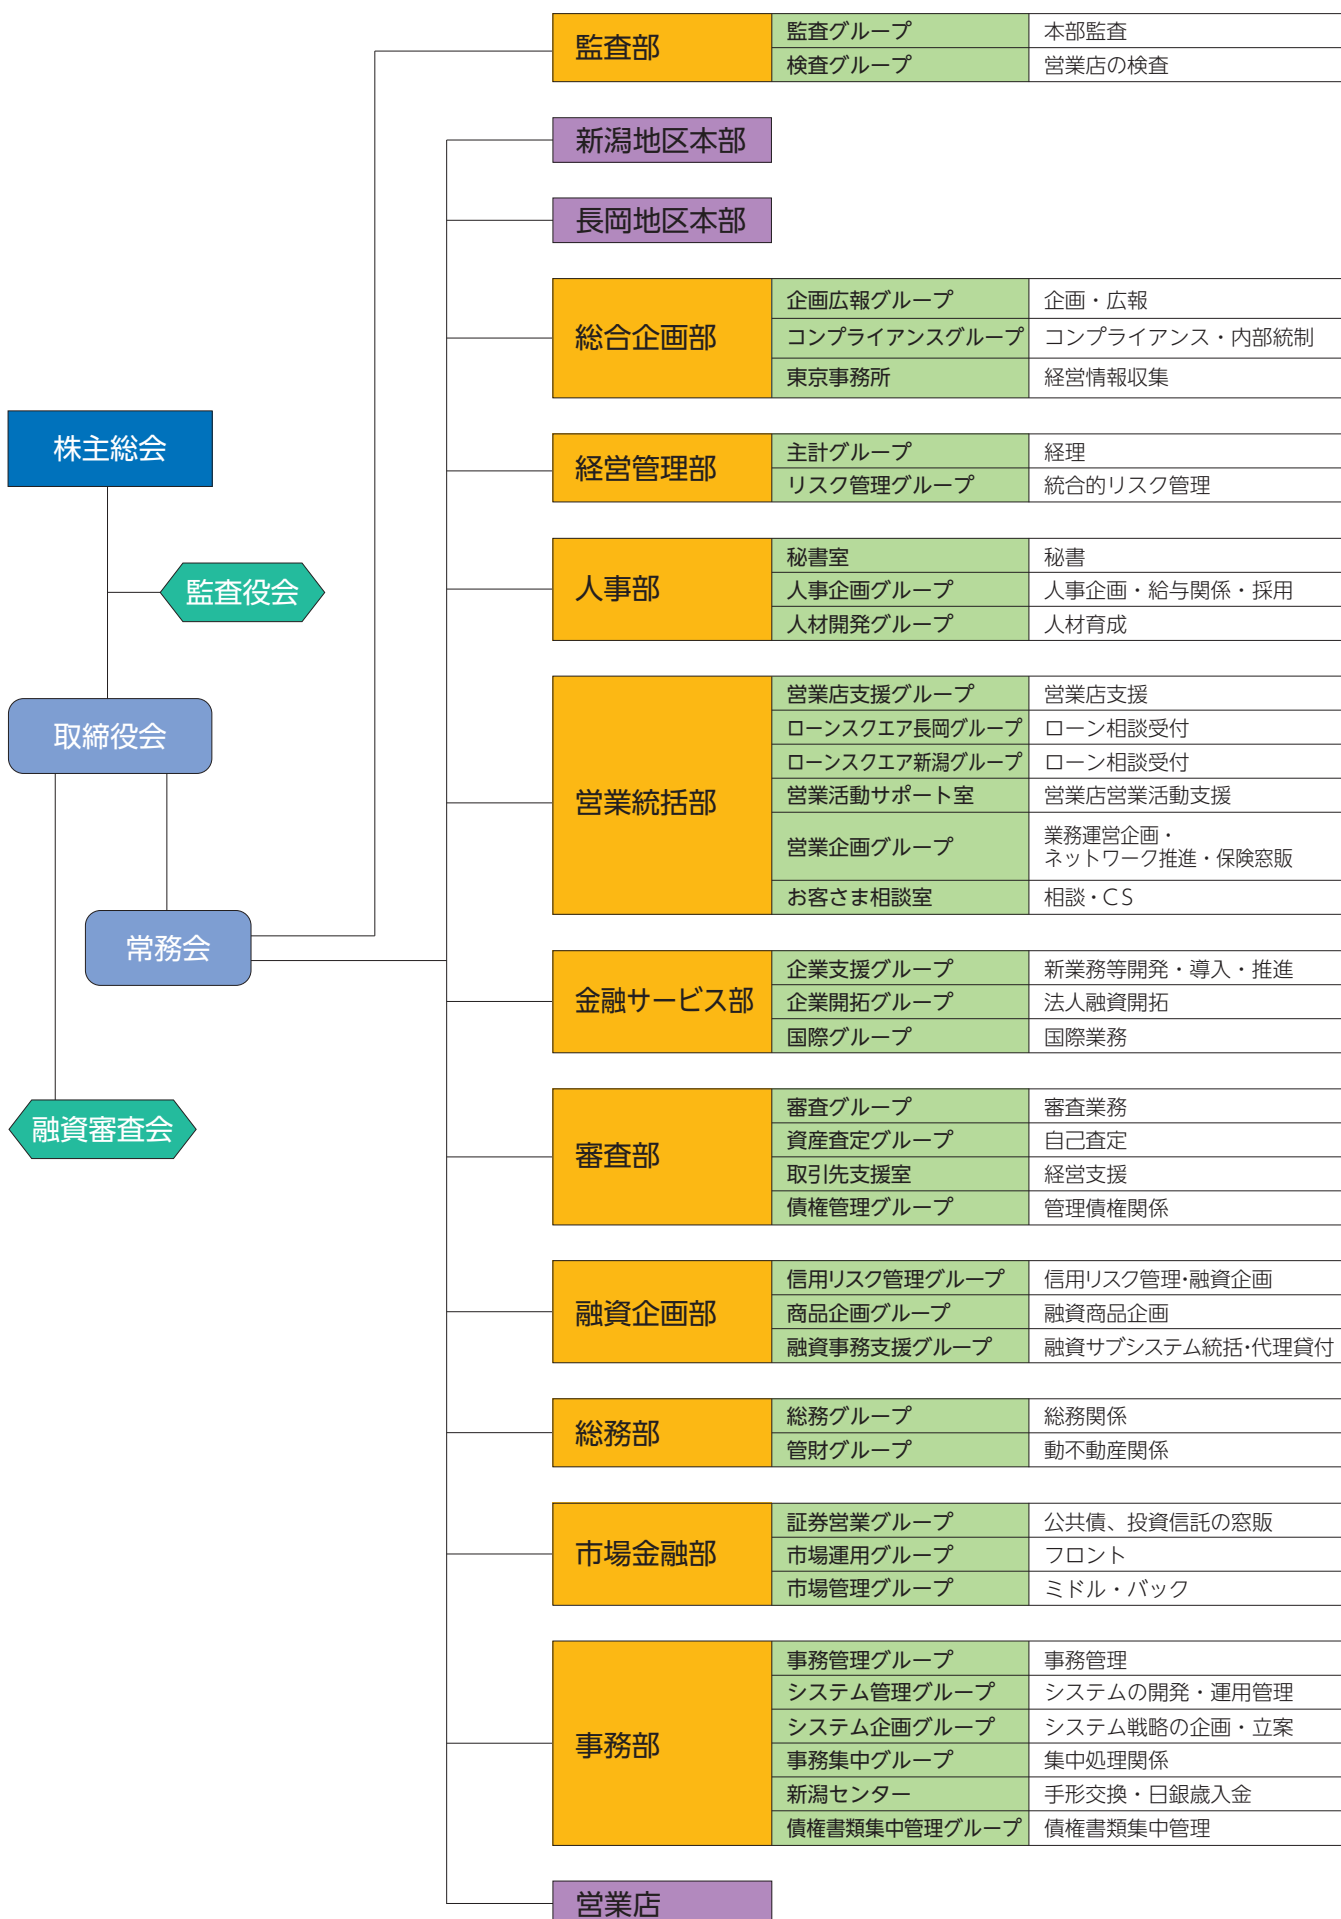 株主総会
監査役会
取締役会
常務会
融資審査会
監査部
監査グループ 本部監査
検査グループ 営業店の検査
新潟地区本部
長岡地区本部
総合企画部
企画広報グループ 企画・広報
コンプライアンスグループ コンプライアンス・内部統制
東京事務所 経営情報収集
経営管理部
主計グループ 経理
リスク管理グループ 統合的リスク管理
人事部
秘書室 秘書
人事企画グループ 人事企画・給与関係・採用
人材開発グループ 人材育成
営業統括部
営業店支援グループ 営業店支援
ローンスクエア長岡グループ ローン相談受付
ローンスクエア新潟グループ ローン相談受付
営業活動サポート室 営業店営業活動支援
営業企画グループ 業務運営企画・
ネットワーク推進・保険窓販
お客さま相談室 相談・CS
金融サービス部
企業支援グループ 新業務等開発・導入・推進
企業開拓グループ 法人融資開拓
国際グループ 国際業務
審査部
審査グループ 審査業務
資産査定グループ 自己査定
取引先支援室 経営支援
債権管理グループ 管理債権関係
融資企画部
信用リスク管理グループ 信用リスク管理・融資企画
商品企画グループ 融資商品企画
融資事務支援グループ 融資サブシステム統括・代理貸付
総務部
総務グループ 総務関係
管財グループ 動不動産関係
市場金融部
証券営業グループ 公共債、投資信託の窓販
市場運用グループ フロント
市場管理グループ ミドル・バック
事務部
事務管理グループ 事務管理
システム管理グループ システムの開発・運用管理
システム企画グループ システム戦略の企画・立案
事務集中グループ 集中処理関係
新潟センター 手形交換・日銀歳入金
債権書類集中管理グループ 債権書類集中管理
営業店